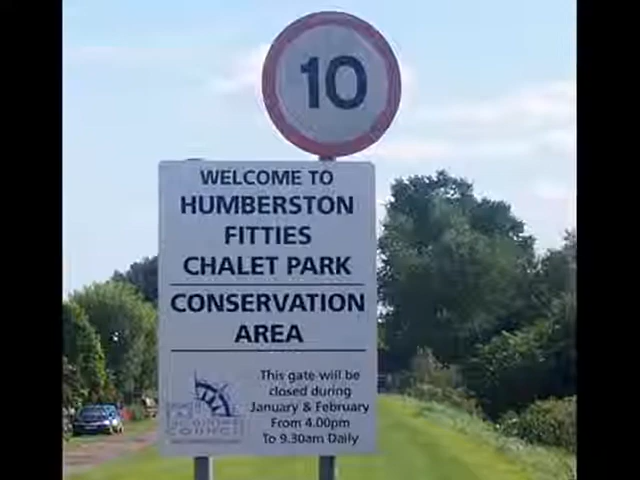 10
WELCOME TO
HUMBERSTON
FITTIES
CHALET PARK
CONSERVATION
AREA
This gate will be
closed during
January & February
From 4.00pm
To 9.30am Daily
COUNCIL